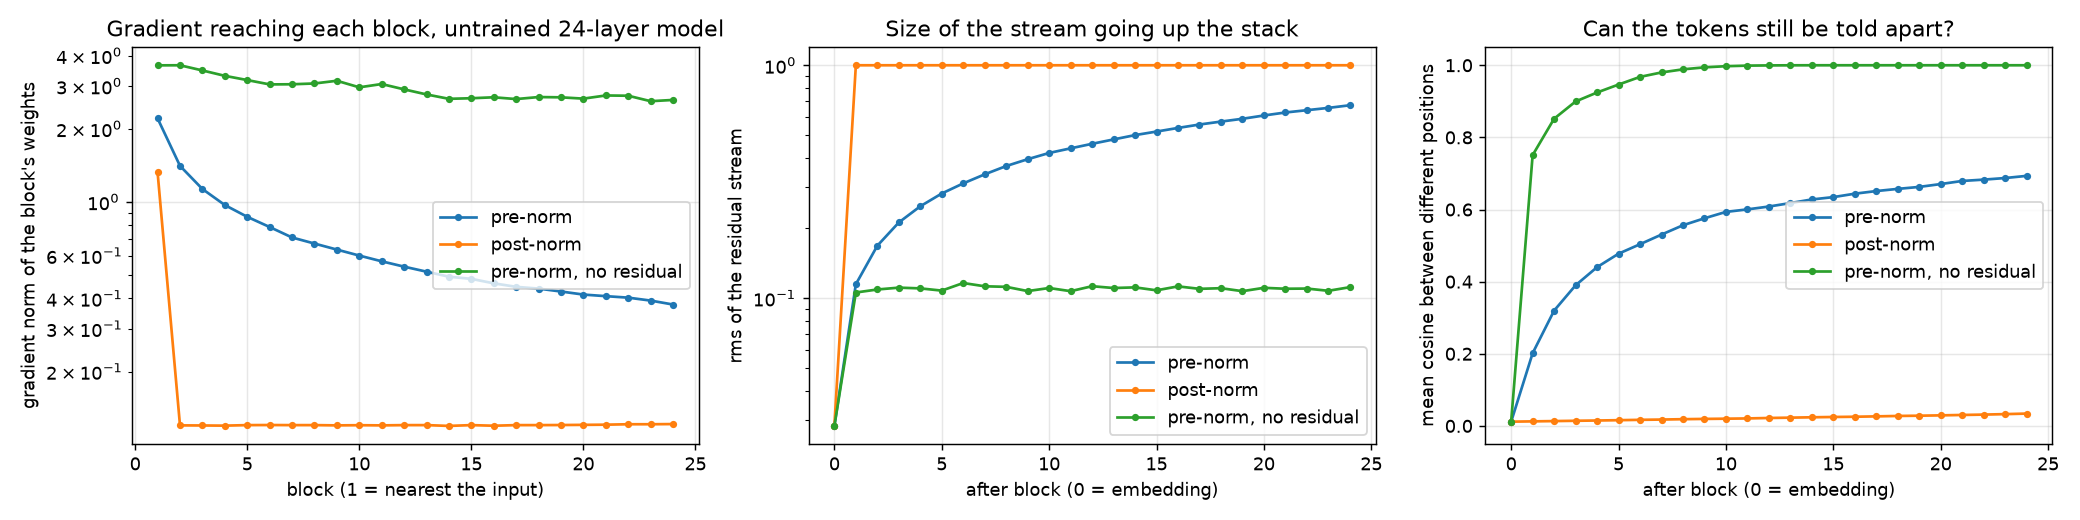 Gradient reaching each block, untrained 24-layer model
gradient norm of the block's weights
4 × 10⁰
3 × 10⁰
2 × 10⁰
10⁰
6 × 10⁻¹
4 × 10⁻¹
3 × 10⁻¹
2 × 10⁻¹
pre-norm
post-norm
pre-norm, no residual
0 5 10 15 20 25
block (1 = nearest the input)
Size of the stream going up the stack
rms of the residual stream
10⁰
10⁻¹
pre-norm
post-norm
pre-norm, no residual
0 5 10 15 20 25
after block (0 = embedding)
Can the tokens still be told apart?
mean cosine between different positions
1.0
0.8
0.6
0.4
0.2
0.0
pre-norm
post-norm
pre-norm, no residual
0 5 10 15 20 25
after block (0 = embedding)